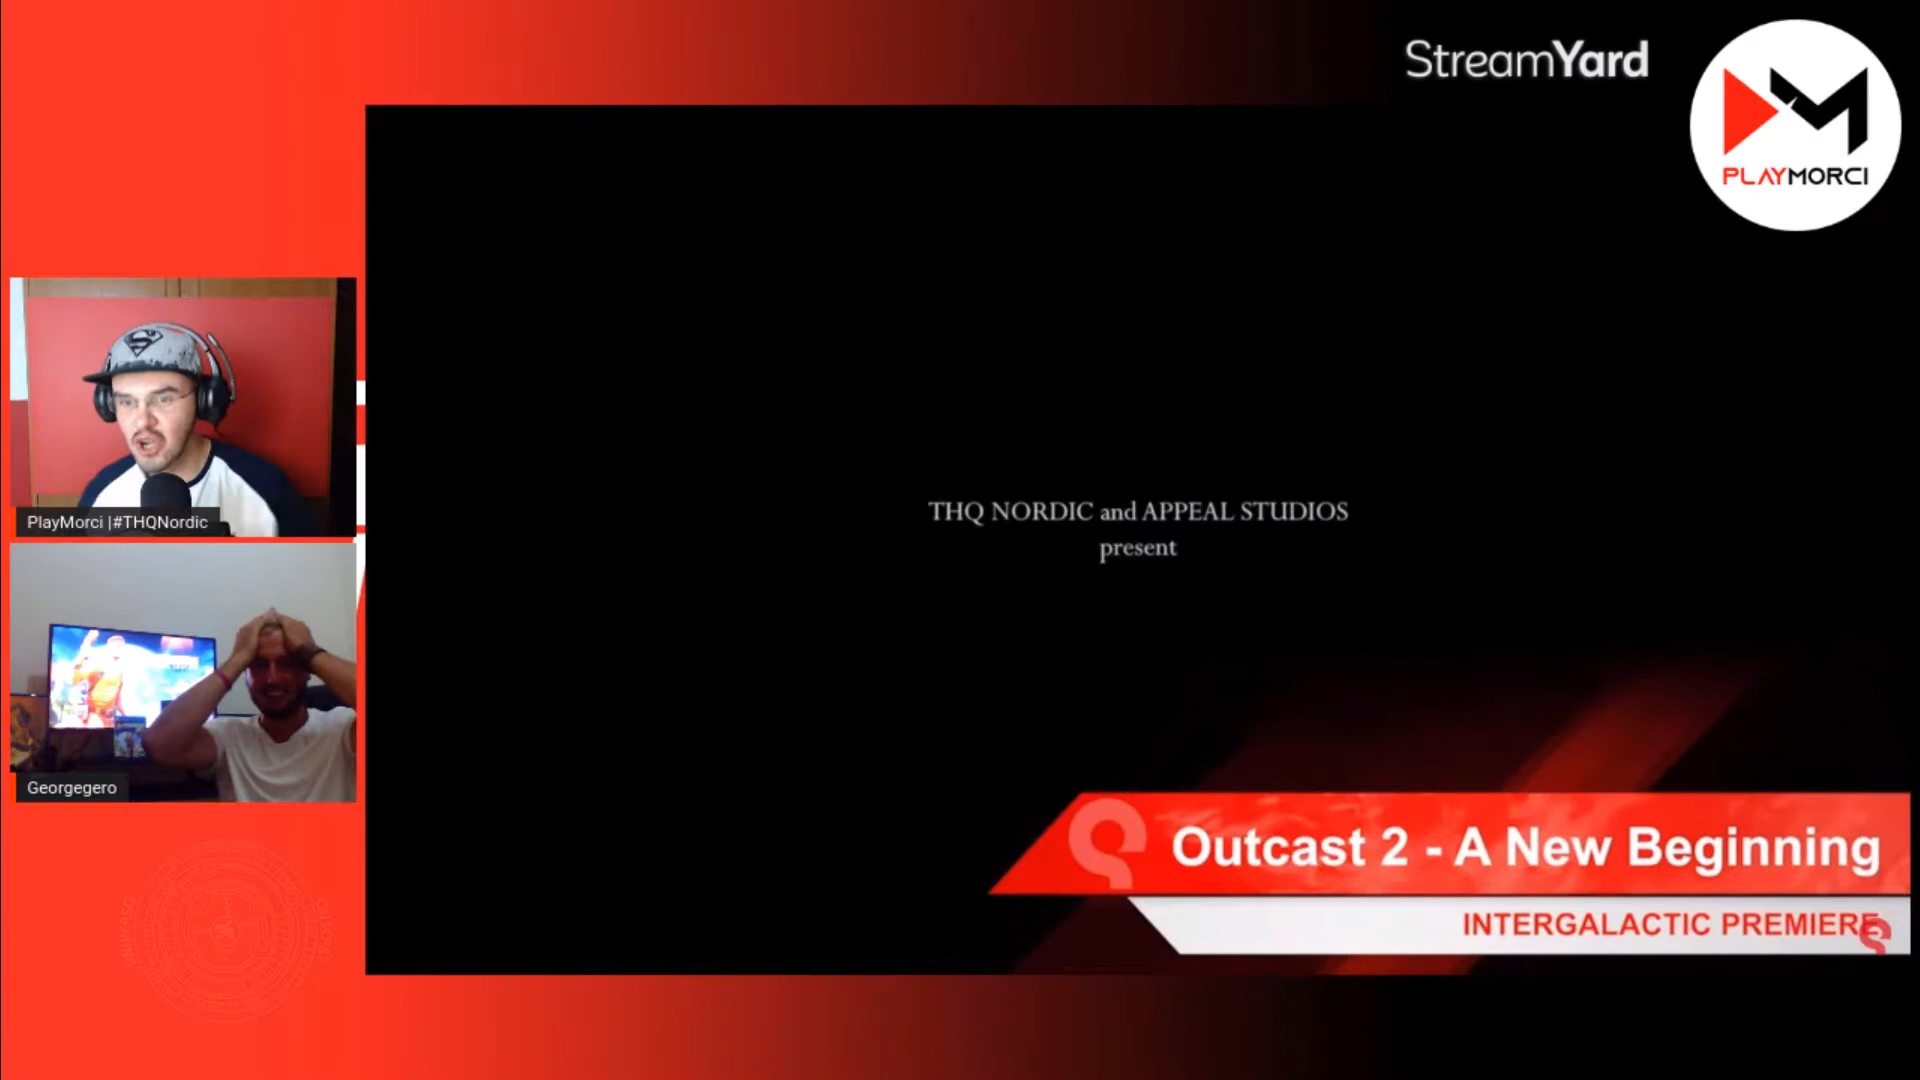 StreamYard
PLAYMORCI
THQ NORDIC and APPEAL STUDIOS
present
PlayMorci |#THQNordic
Georgegero
Outcast 2 - A New Beginning
INTERGALACTIC PREMIERE